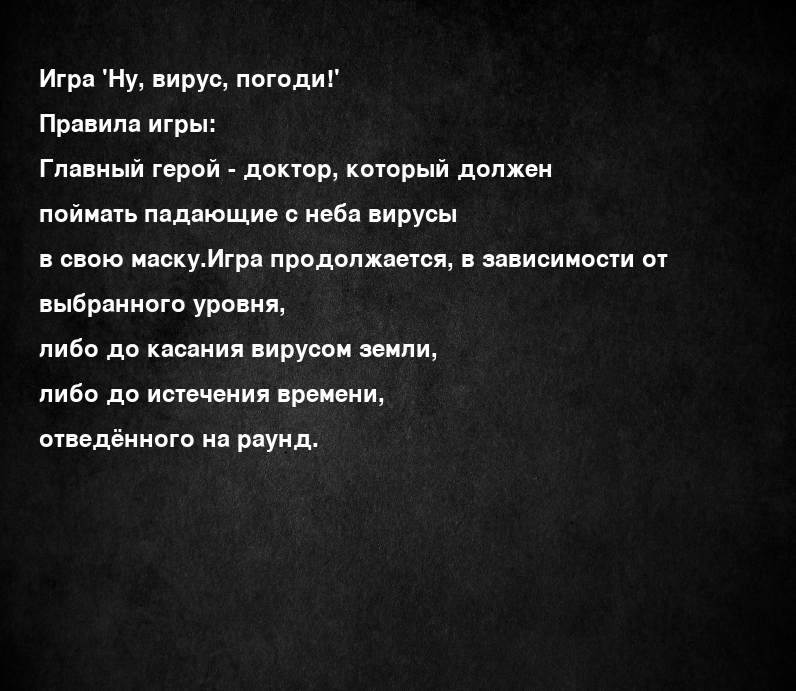 Игра 'Ну, вирус, погоди!'
Правила игры:
Главный герой - доктор, который должен
поймать падающие с неба вирусы
в свою маску.Игра продолжается, в зависимости от
выбранного уровня,
либо до касания вирусом земли,
либо до истечения времени,
отведённого на раунд.